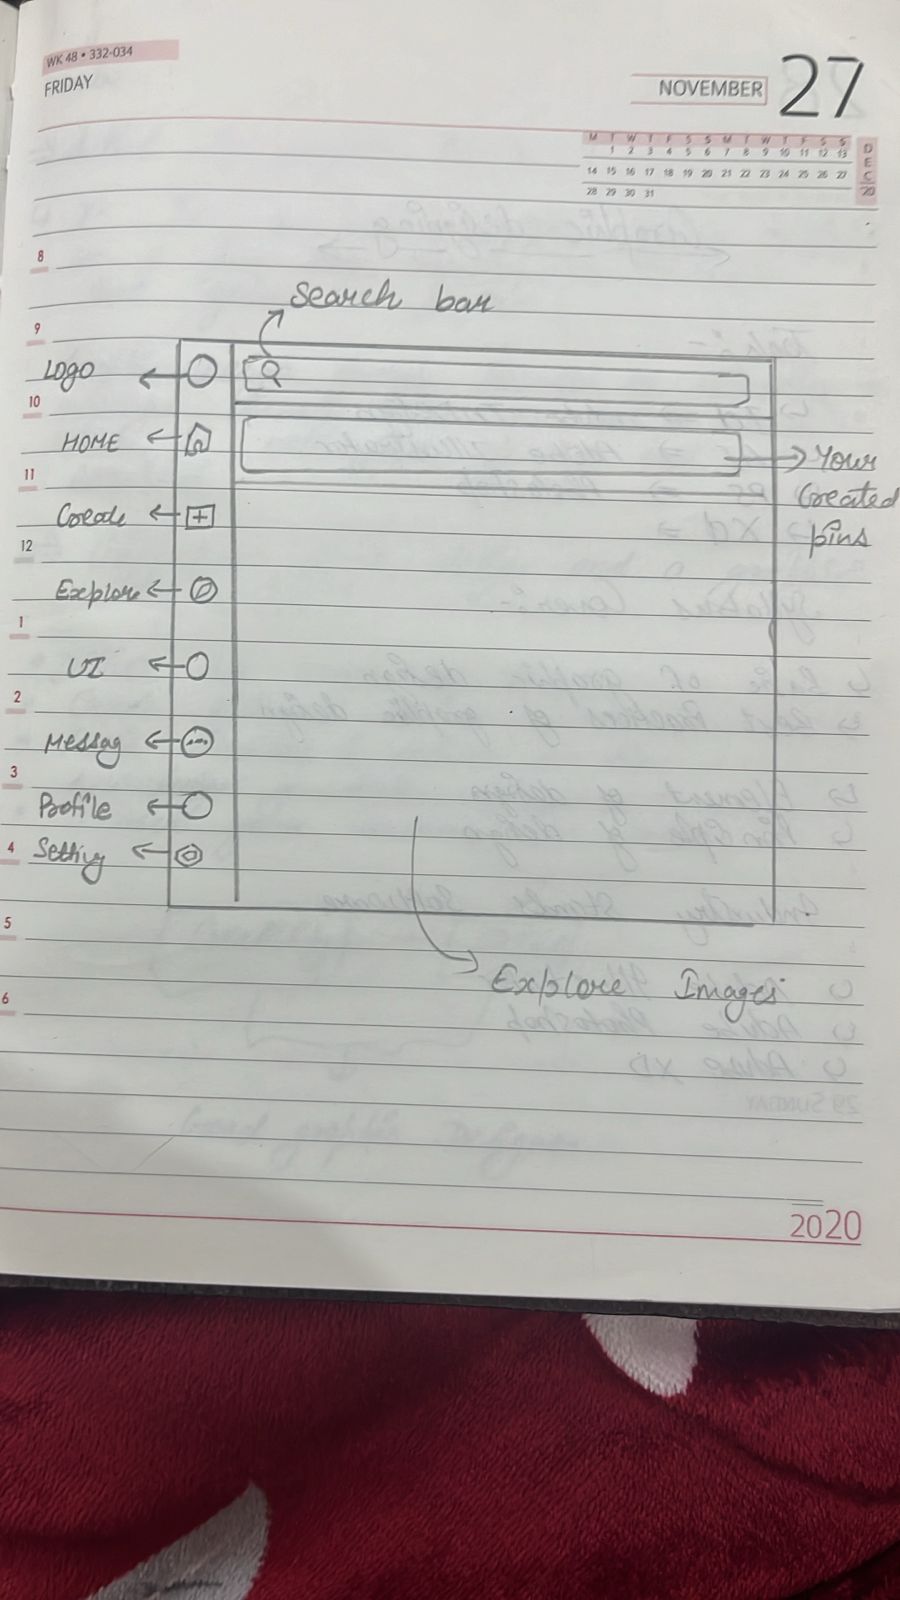 WK 48 • 332-034
FRIDAY
NOVEMBER 27
M T W T F S S M T W T F S S
1 2 3 4 5 6 7 8 9 10 11 12 13
14 15 16 17 18 19 20 21 22 23 24 25 26 27
28 29 30 31
DEC 20
8
Search bar
9
Logo
10
HOME
11
Your
Created
pins
Create
12
Explore
1
UI
2
Messag
3
Profile
4
Setting
5
Explore Images
6
2020